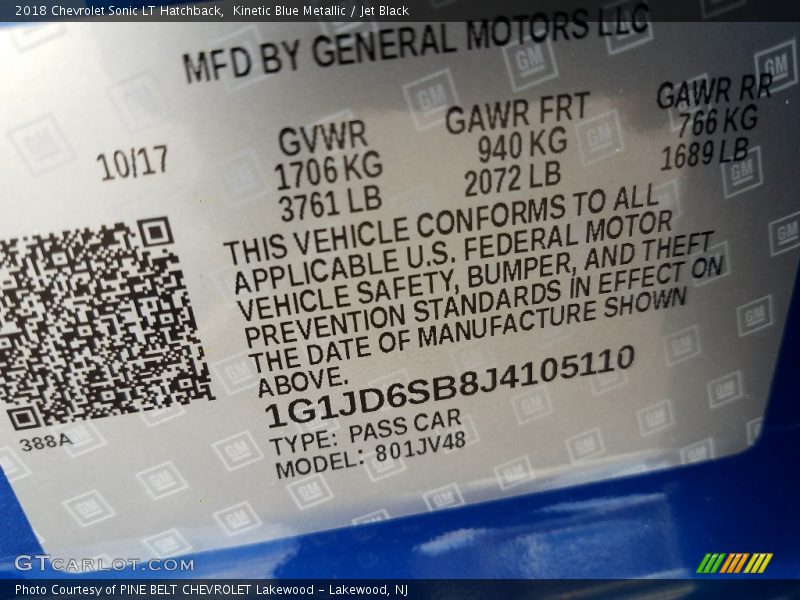 2018 Chevrolet Sonic LT Hatchback,  Kinetic Blue Metallic / Jet Black
MFD BY GENERAL MOTORS LLC
10/17
GVWR
1706 KG
3761 LB
GAWR FRT
940 KG
2072 LB
GAWR RR
766 KG
1689 LB
THIS VEHICLE CONFORMS TO ALL
APPLICABLE U.S. FEDERAL MOTOR
VEHICLE SAFETY, BUMPER, AND THEFT
PREVENTION STANDARDS IN EFFECT ON
THE DATE OF MANUFACTURE SHOWN
ABOVE.
1G1JD6SB8J4105110
TYPE: PASS CAR
MODEL: 801JV48
388A
GTCARLOT.COM
Photo Courtesy of PINE BELT CHEVROLET Lakewood - Lakewood, NJ